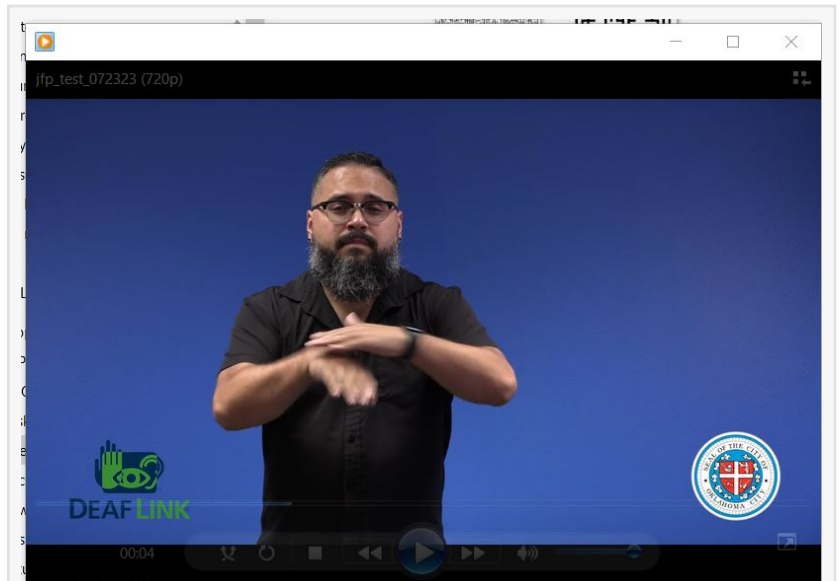 jfp_test_072323 (720p)
DEAF LINK
SEAL OF THE CITY OF
OKLAHOMA CITY
00:04